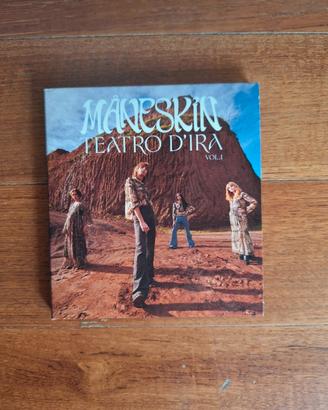 MÅNESKIN
TEATRO D'IRA
VOL.I